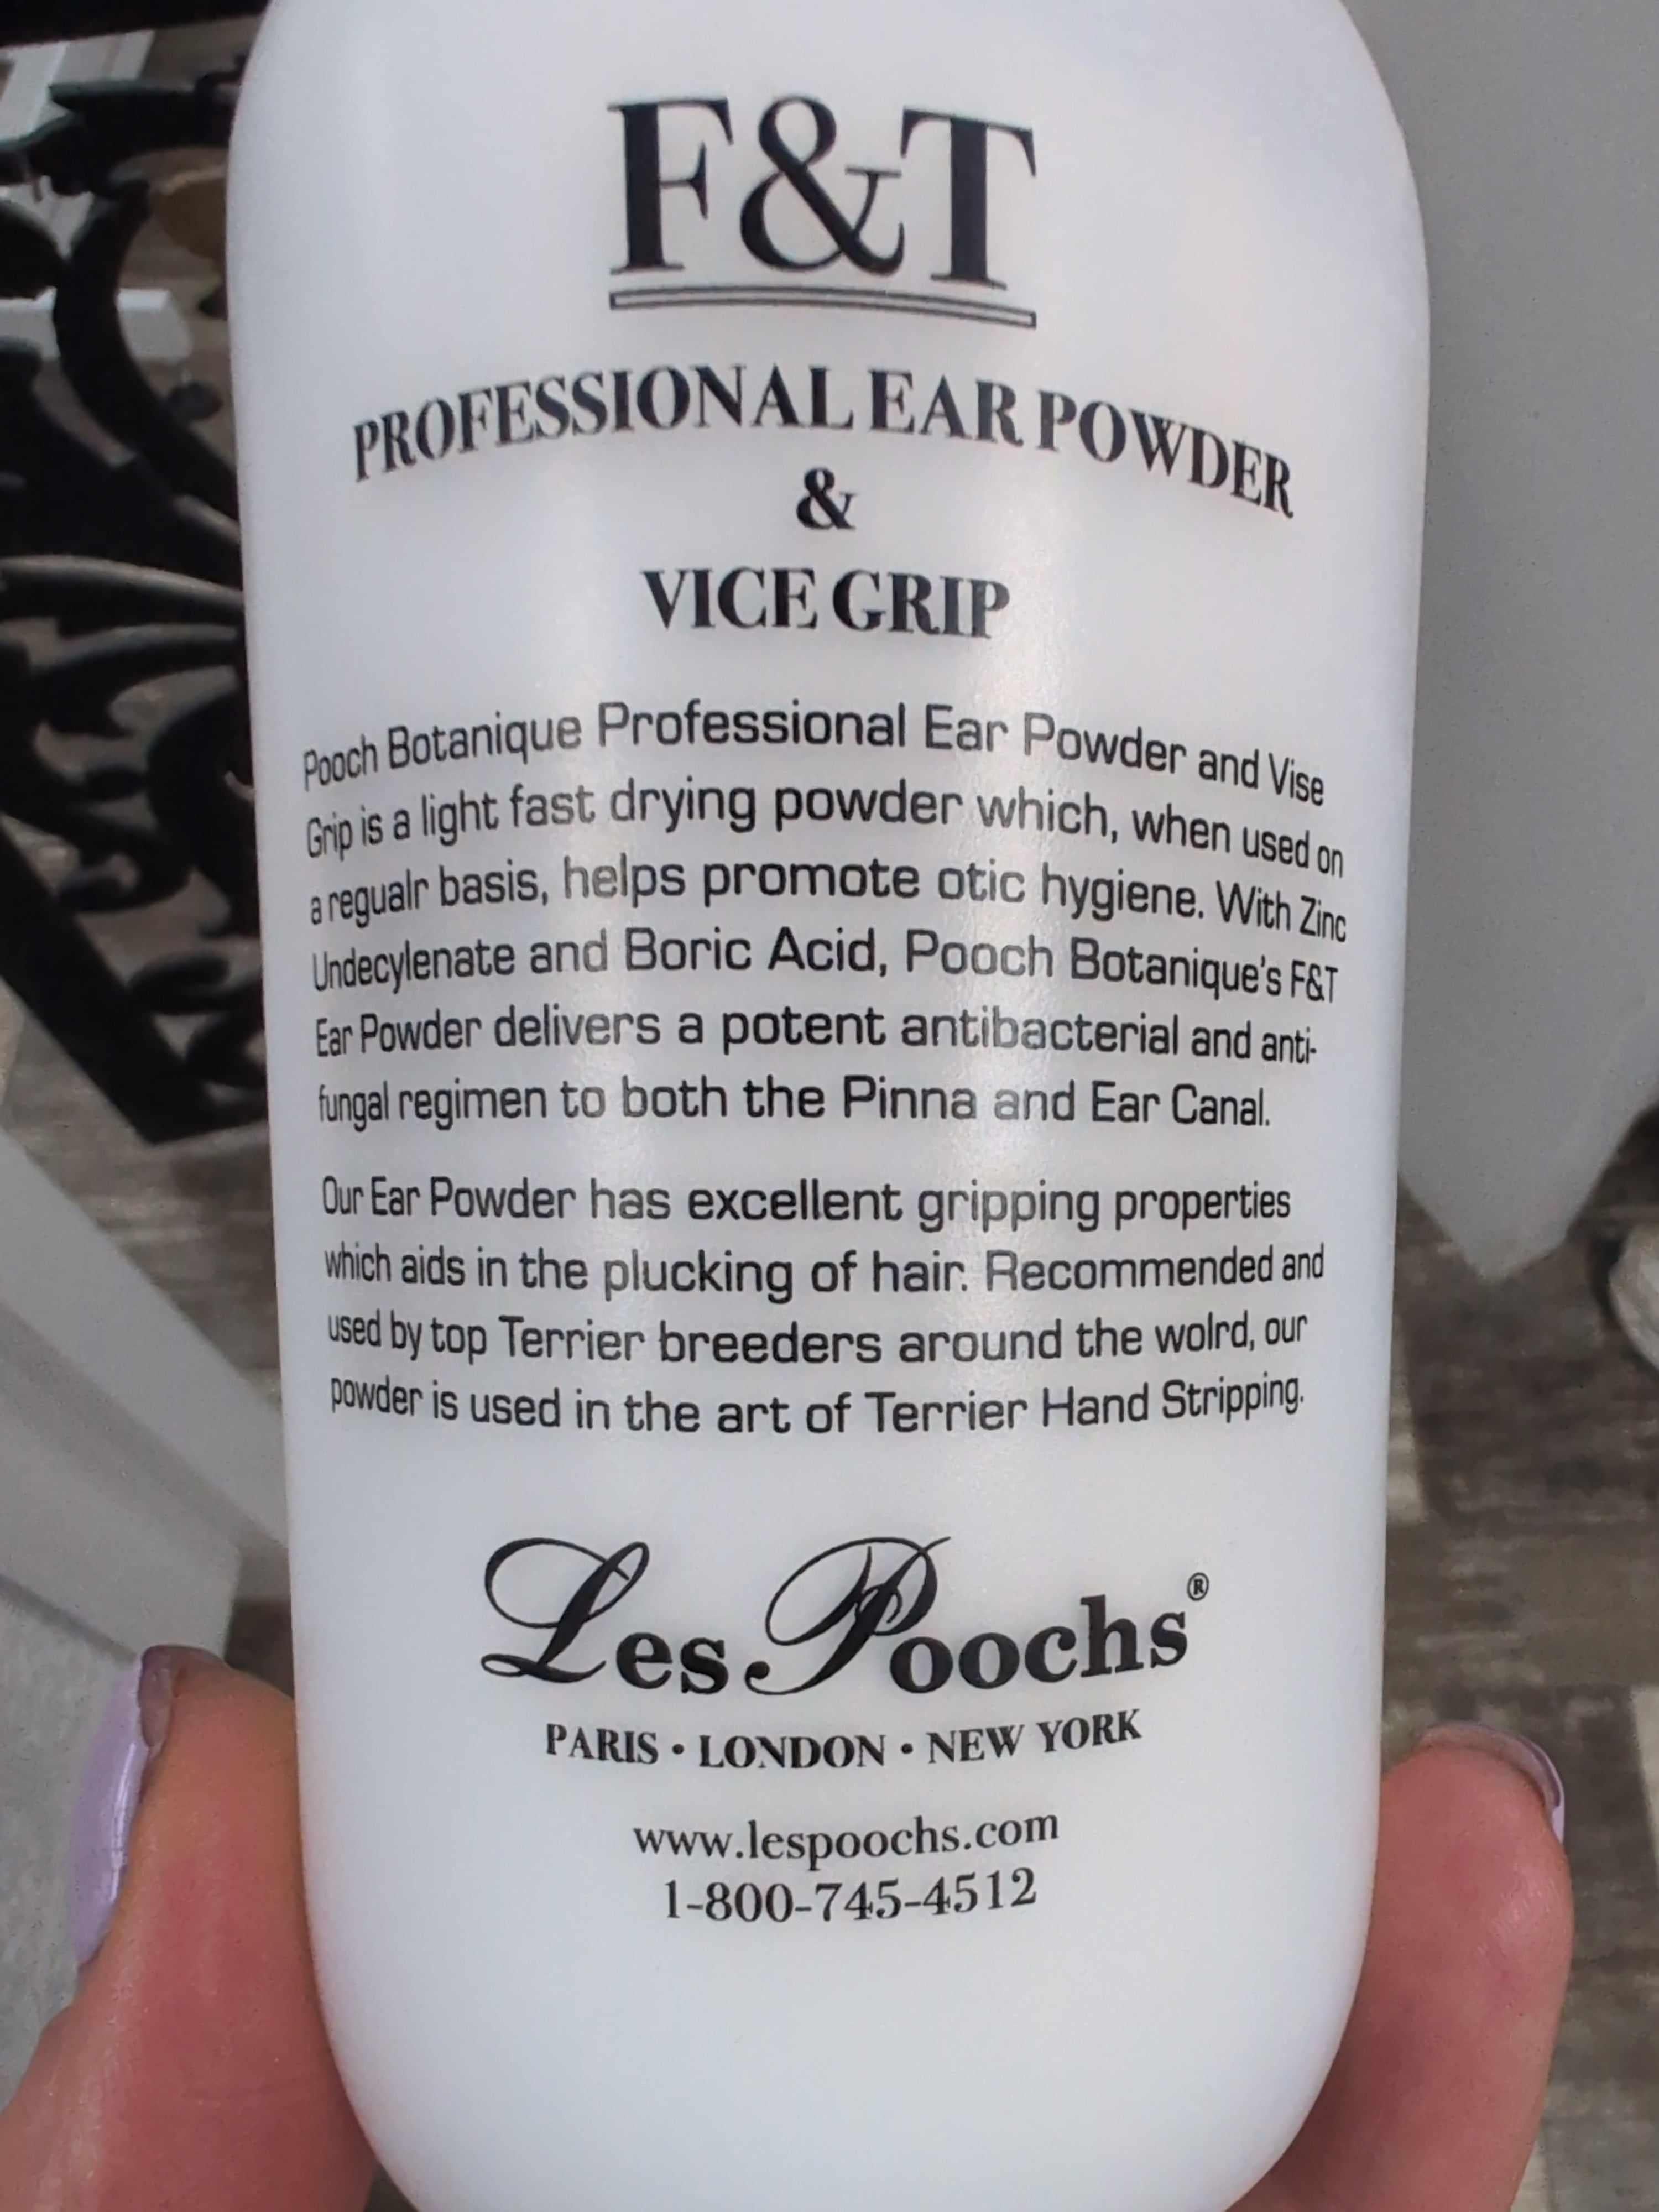 F&T
PROFESSIONAL EAR POWDER
&
VICE GRIP
Pooch Botanique Professional Ear Powder and Vise
Grip is a light fast drying powder which, when used on
a regualr basis, helps promote otic hygiene. With Zinc
Undecylenate and Boric Acid, Pooch Botanique's F&T
Ear Powder delivers a potent antibacterial and anti-
fungal regimen to both the Pinna and Ear Canal.
Our Ear Powder has excellent gripping properties
which aids in the plucking of hair. Recommended and
used by top Terrier breeders around the wolrd, our
powder is used in the art of Terrier Hand Stripping.
Les Poochs®
PARIS • LONDON • NEW YORK
www.lespoochs.com
1-800-745-4512